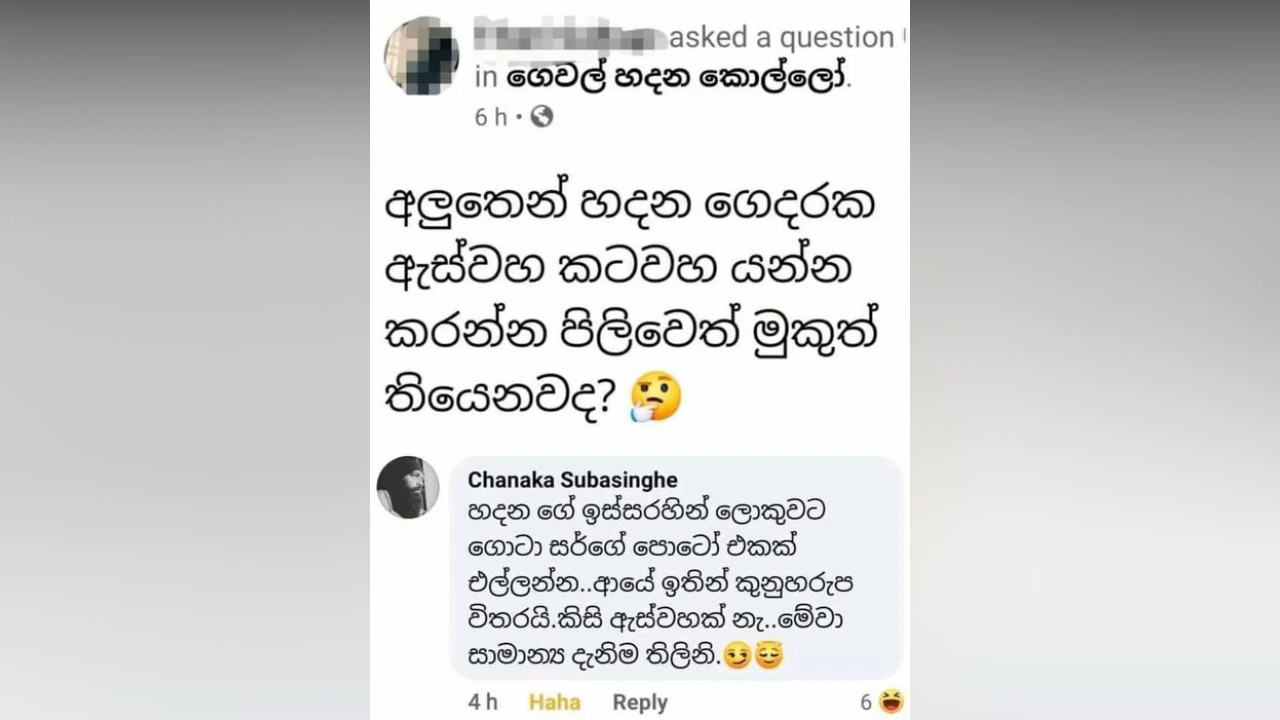 asked a question
in ගෙවල් හදන කොල්ලෝ.
6 h •
අලුතෙන් හදන ගෙදරක
ඇස්වහ කටවහ යන්න
කරන්න පිලිවෙත් මුකුත්
තියෙනවද? 🤔
Chanaka Subasinghe
හදන ගේ ඉස්සරහින් ලොකුවට
ගොටා සර්ගේ පොටෝ එකක්
එල්ලන්න..ආයේ ඉතින් කුනුහරුප
විතරයි.කිසි ඇස්වහක් නෑ..මේවා
සාමාන්‍ය දැනිම තිලිනි.😏😇
4 h Haha Reply 6 😆